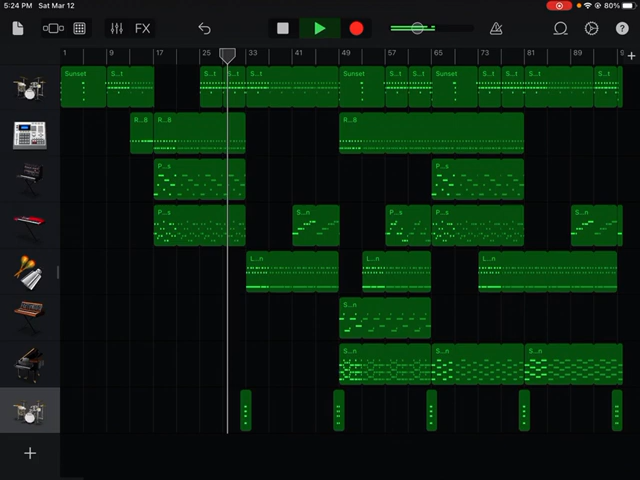 5:24 PM Sat Mar 12 80%
FX
1 9 17 25 33 41 49 57 65 73 81 89 +
Sunset S...t S...t S...t S...t Sunset S...t S...t Sunset S...t S...t S...t S...t
R...8 R...8 R...8
P...s P...s
P...s S...n P...s P...s S...n
L...n L...n L...n
S...n
S...n S...n S...n
+